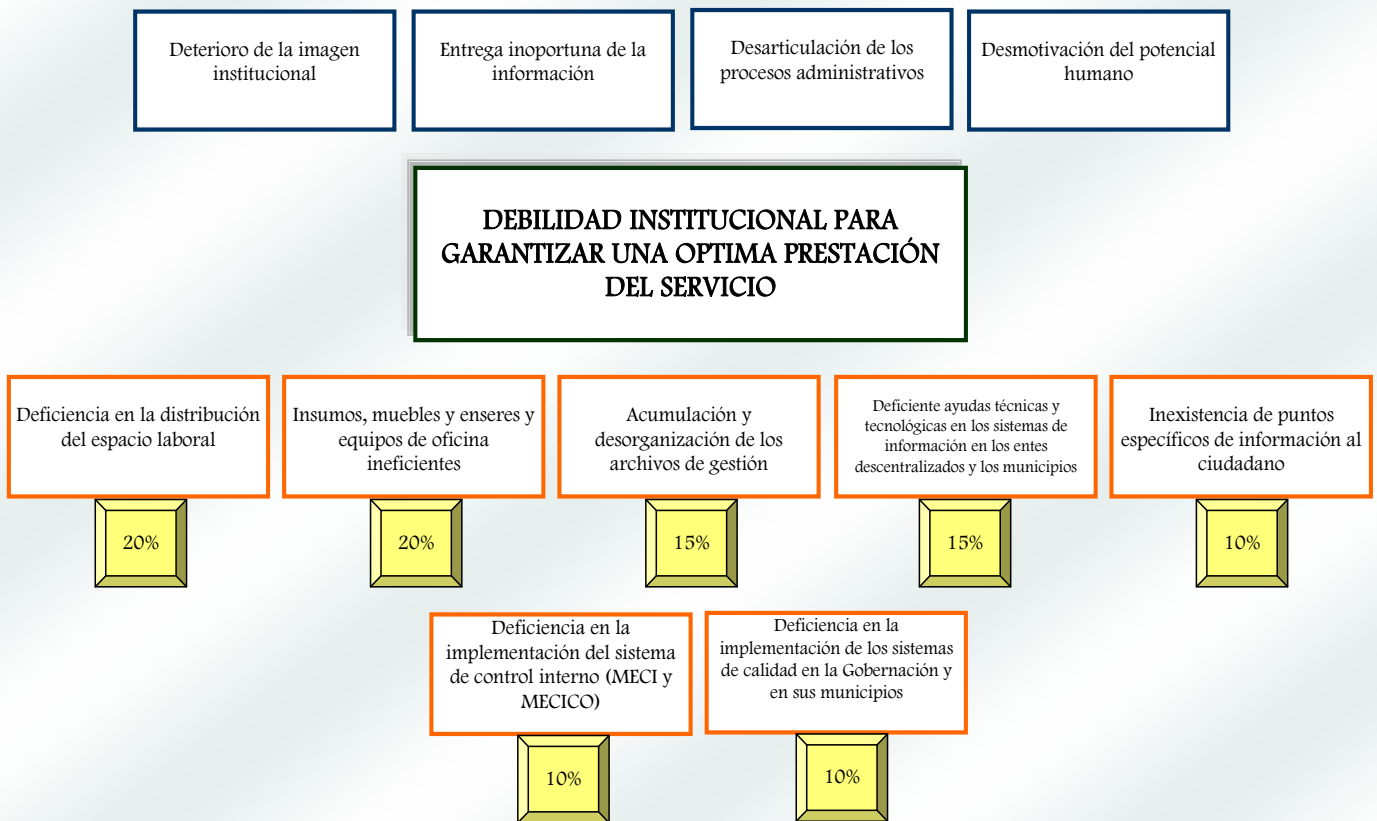 Deterioro de la imagen
institucional
Entrega inoportuna de la
información
Desarticulación de los
procesos administrativos
Desmotivación del potencial
humano
DEBILIDAD INSTITUCIONAL PARA
GARANTIZAR UNA OPTIMA PRESTACIÓN
DEL SERVICIO
Deficiencia en la distribución
del espacio laboral
Insumos, muebles y enseres y
equipos de oficina
ineficientes
Acumulación y
desorganización de los
archivos de gestión
Deficiente ayudas técnicas y
tecnológicas en los sistemas de
información en los entes
descentralizados y los municipios
Inexistencia de puntos
específicos de información al
ciudadano
20%
20%
15%
15%
10%
Deficiencia en la
implementación del sistema
de control interno (MECI y
MECICO)
Deficiencia en la
implementación de los sistemas
de calidad en la Gobernación y
en sus municipios
10%
10%